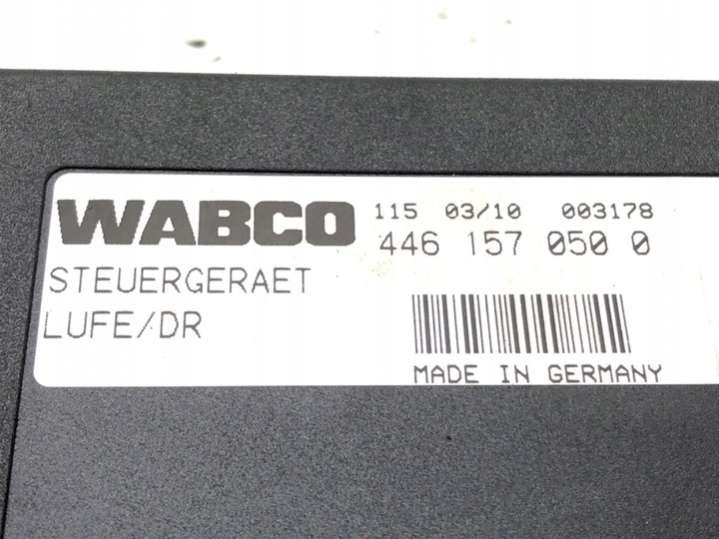 WABCO 115 03/10 003178
446 157 050 0
STEUERGERAET
LUFE/DR
MADE IN GERMANY